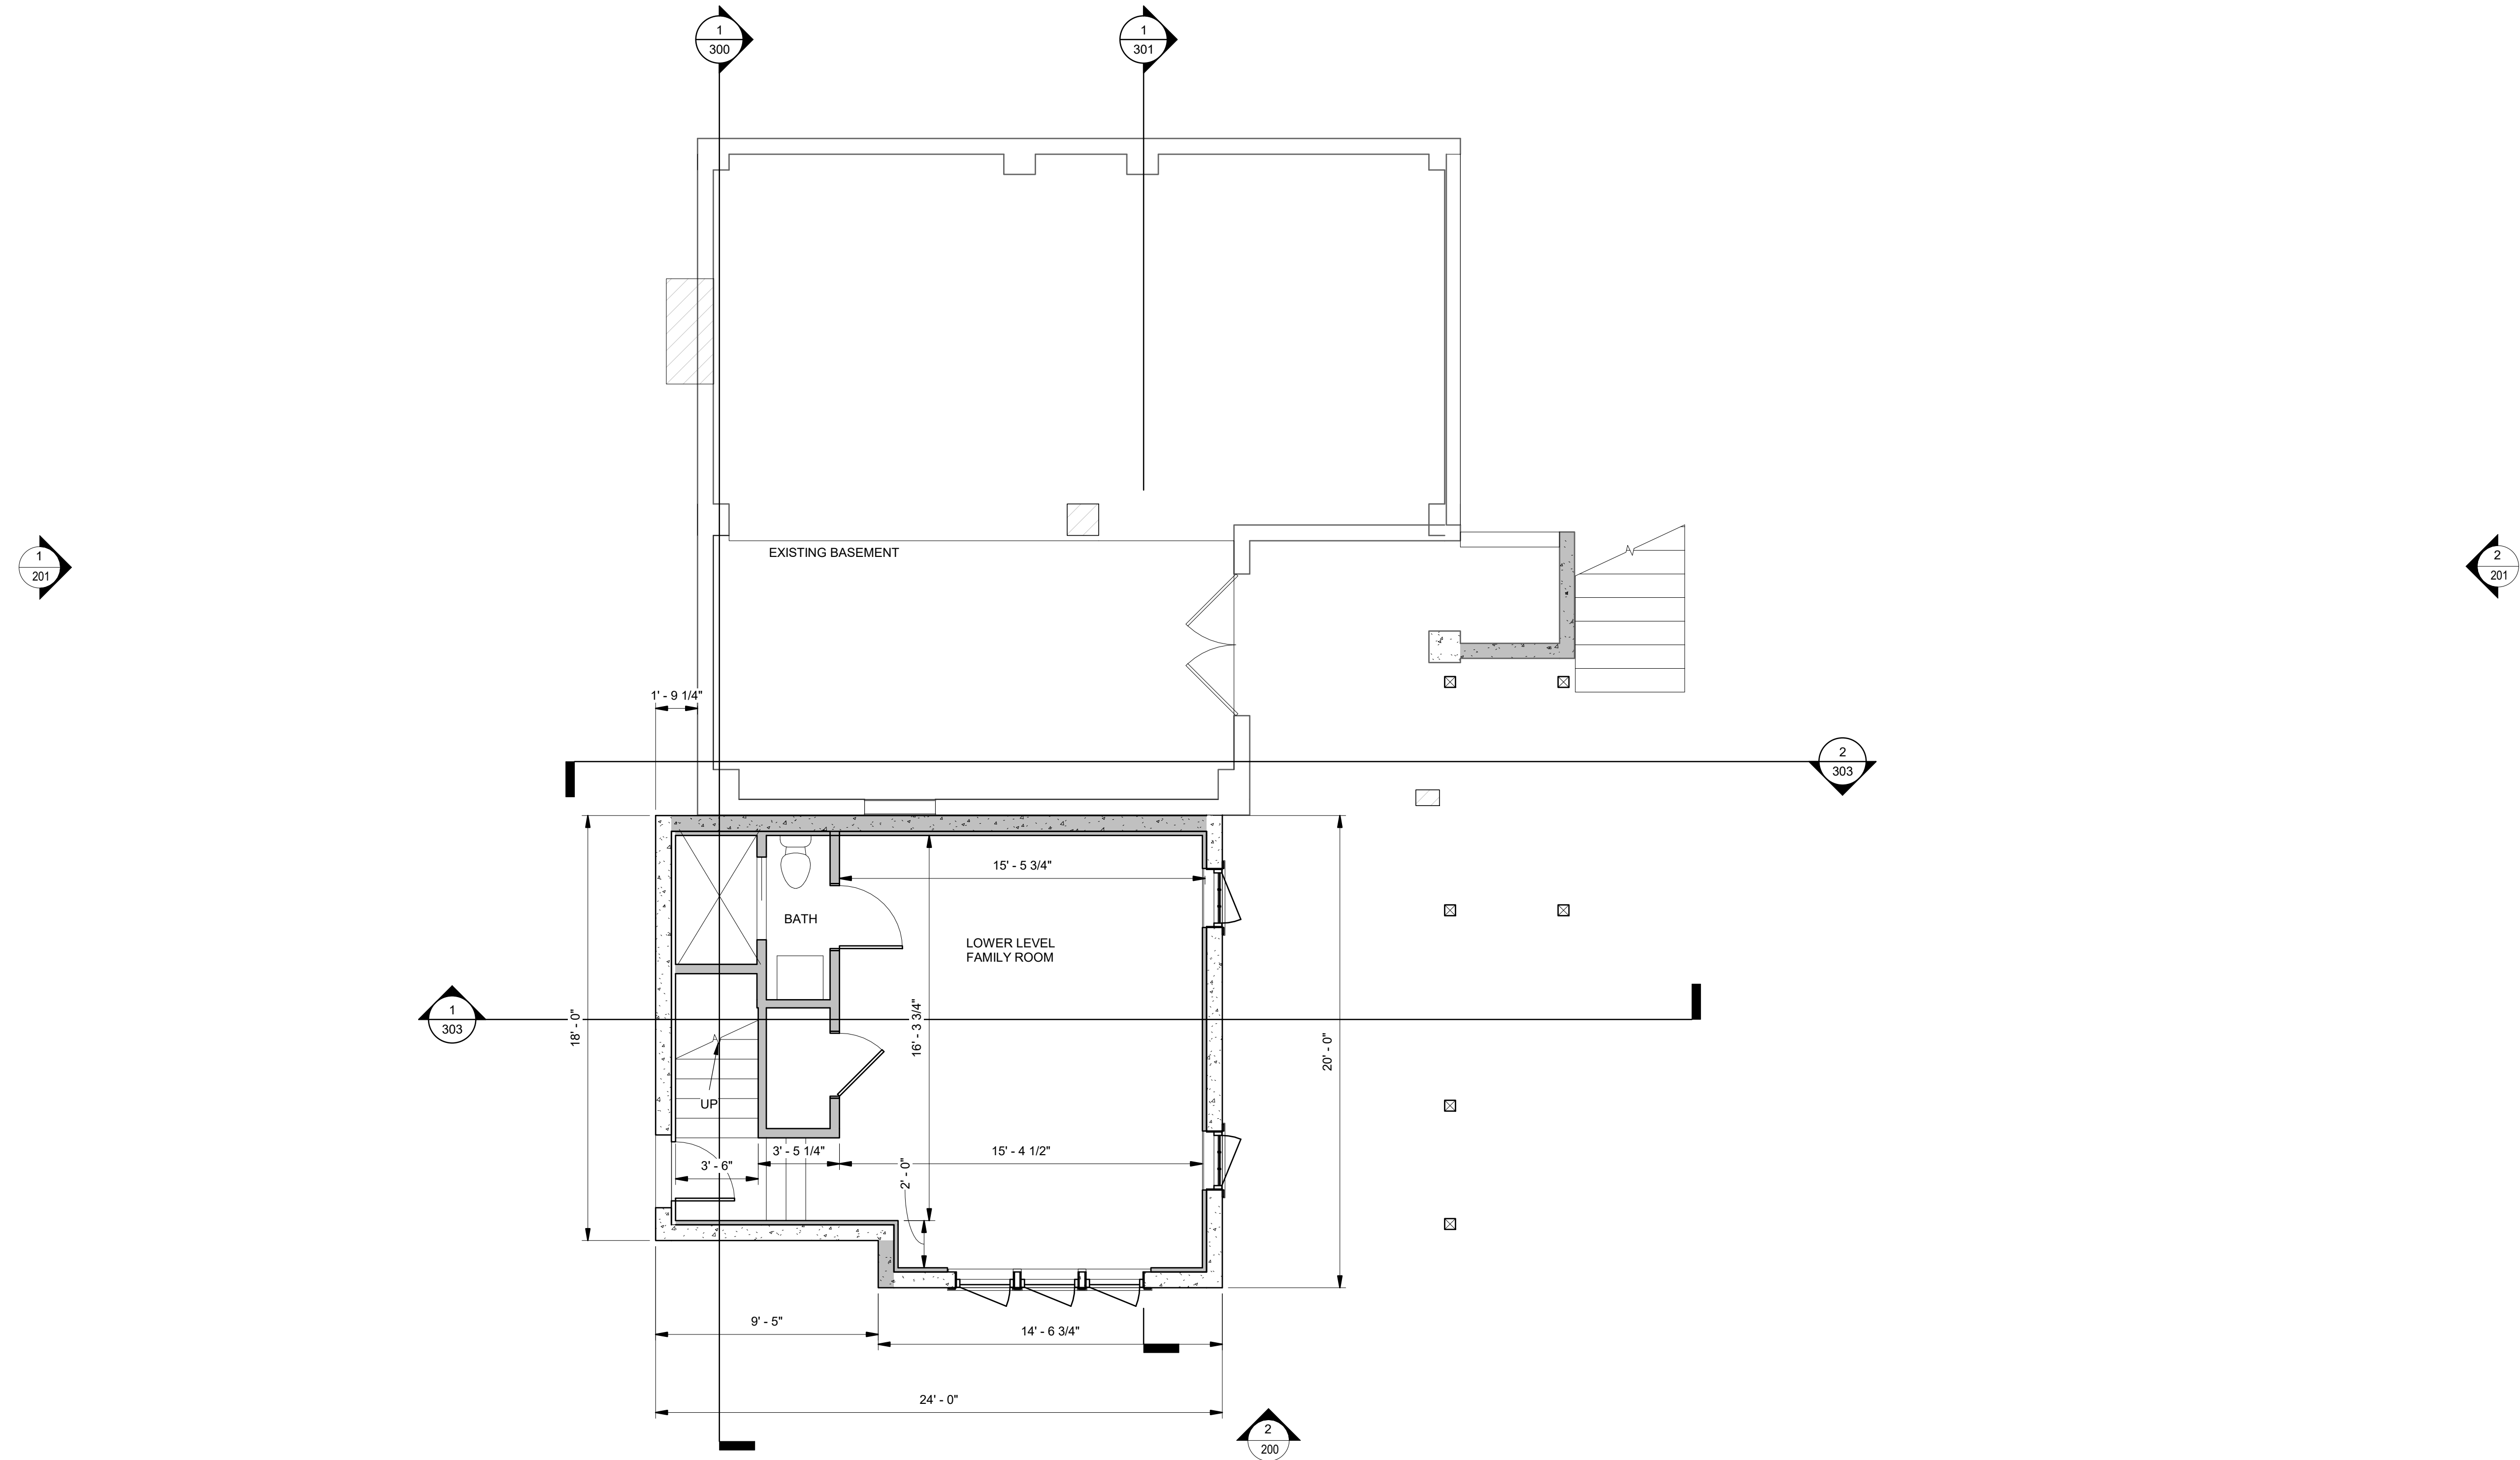 1
300
1
301
EXISTING BASEMENT
1
201
2
201
1' - 9 1/4"
2
303
15' - 5 3/4"
BATH
LOWER LEVEL
FAMILY ROOM
1
303
18' - 0"
16' - 3 3/4"
20' - 0"
UP
3' - 5 1/4"
15' - 4 1/2"
3' - 6"
2' - 0"
9' - 5"
14' - 6 3/4"
24' - 0"
2
200